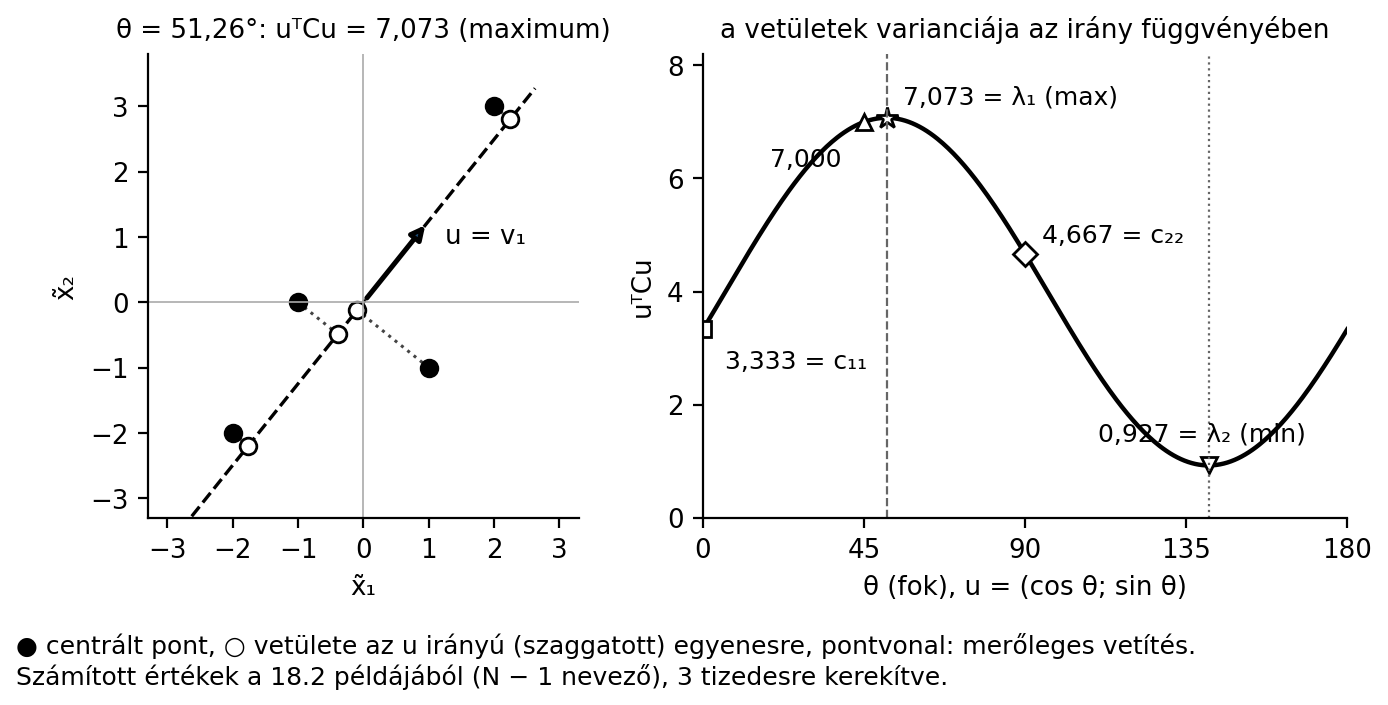 θ = 51,26°: uᵀCu = 7,073 (maximum)
3
2
1
0
−1
−2
−3
x̃₂
u = v₁
−3 −2 −1 0 1 2 3
x̃₁
a vetületek varianciája az irány függvényében
8
6
4
2
0
uᵀCu
7,073 = λ₁ (max)
7,000
4,667 = c₂₂
3,333 = c₁₁
0,927 = λ₂ (min)
0 45 90 135 180
θ (fok), u = (cos θ; sin θ)
● centrált pont, ○ vetülete az u irányú (szaggatott) egyenesre, pontvonal: merőleges vetítés.
Számított értékek a 18.2 példájából (N − 1 nevező), 3 tizedesre kerekítve.